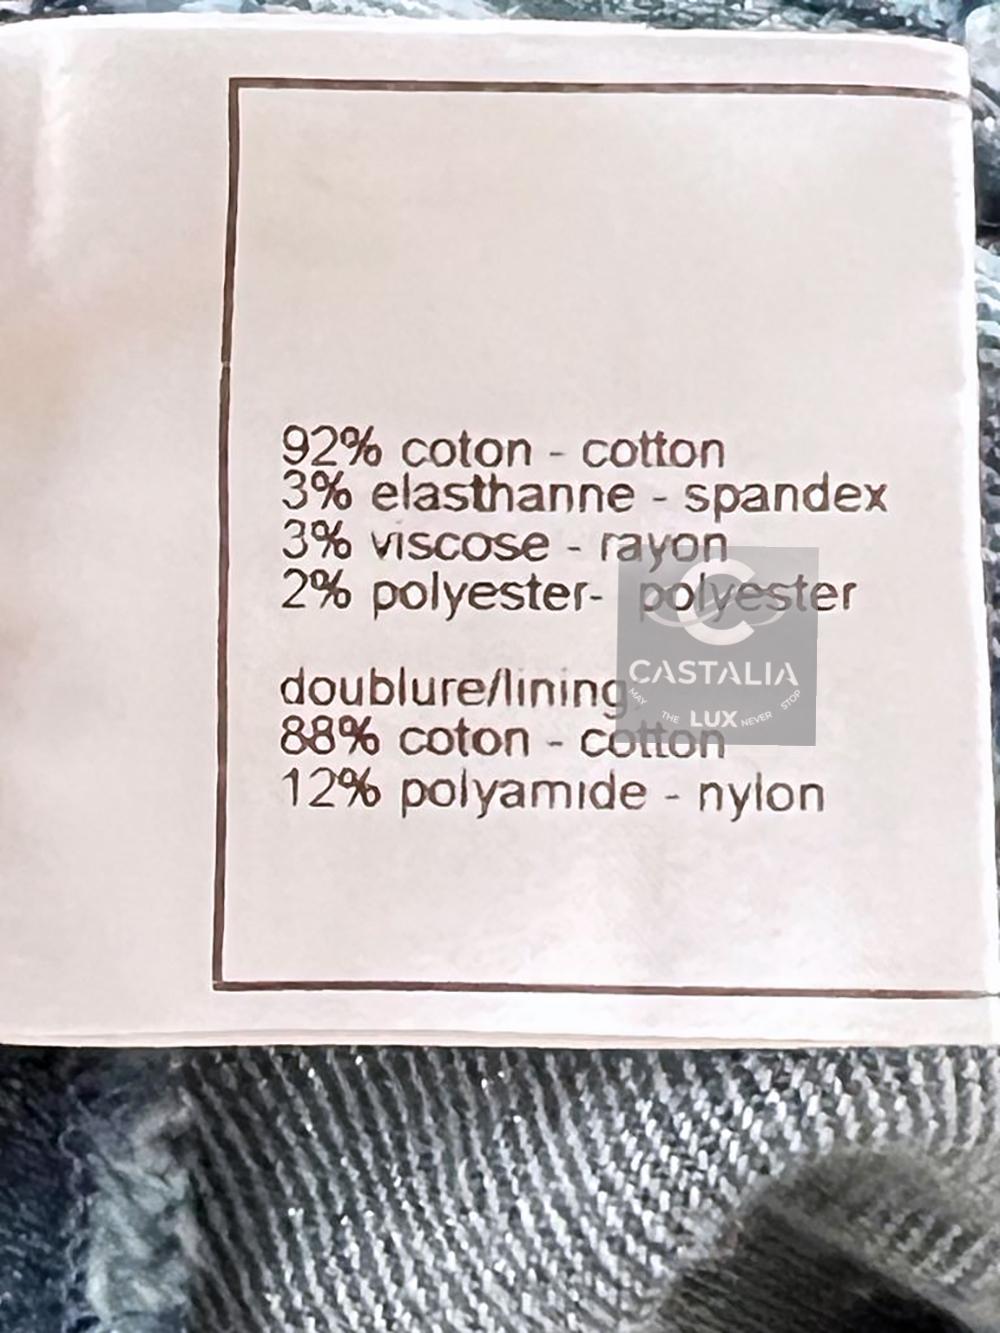 92% coton - cotton
3% elasthanne - spandex
3% viscose - rayon
2% polyester- polyester
doublure/lining
88% coton - cotton
12% polyamide - nylon
CASTALIA
MAY THE LUX NEVER STOP